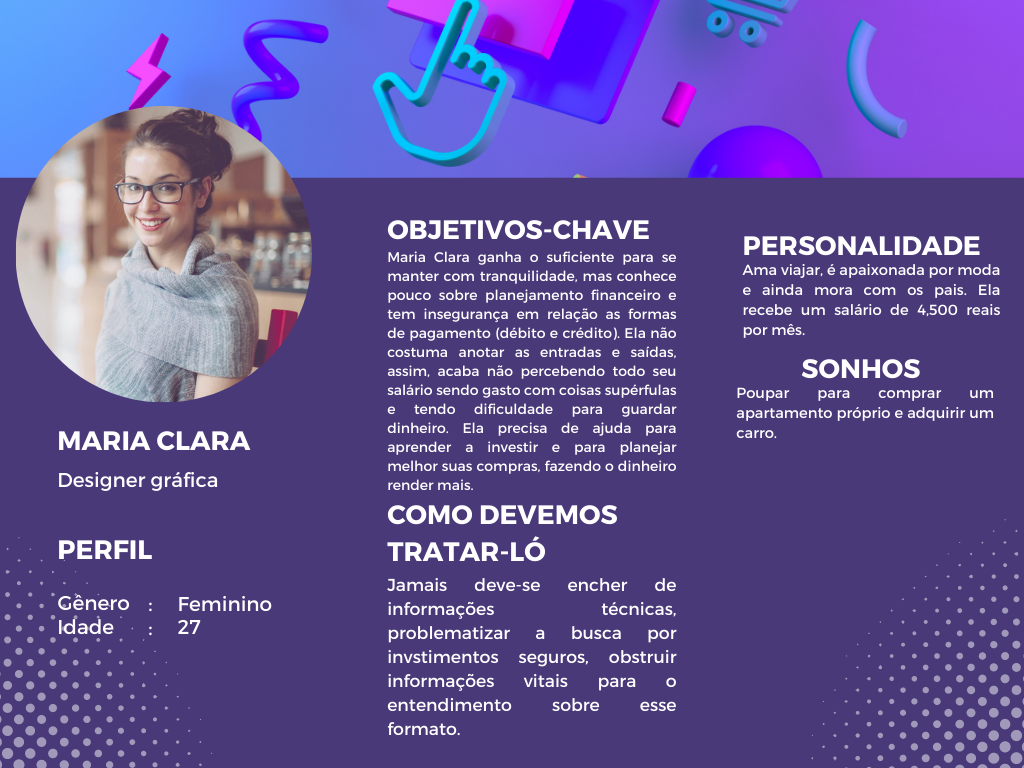 MARIA CLARA
Designer gráfica
PERFIL
Gênero : Feminino
Idade : 27
OBJETIVOS-CHAVE
Maria Clara ganha o suficiente para se
manter com tranquilidade, mas conhece
pouco sobre planejamento financeiro e
tem insegurança em relação as formas
de pagamento (débito e crédito). Ela não
costuma anotar as entradas e saídas,
assim, acaba não percebendo todo seu
salário sendo gasto com coisas supérfulas
e tendo dificuldade para guardar
dinheiro. Ela precisa de ajuda para
aprender a investir e para planejar
melhor suas compras, fazendo o dinheiro
render mais.
COMO DEVEMOS
TRATAR-LÓ
Jamais deve-se encher de
informações técnicas,
problematizar a busca por
invstimentos seguros, obstruir
informações vitais para o
entendimento sobre esse
formato.
PERSONALIDADE
Ama viajar, é apaixonada por moda
e ainda mora com os pais. Ela
recebe um salário de 4,500 reais
por mês.
SONHOS
Poupar para comprar um
apartamento próprio e adquirir um
carro.